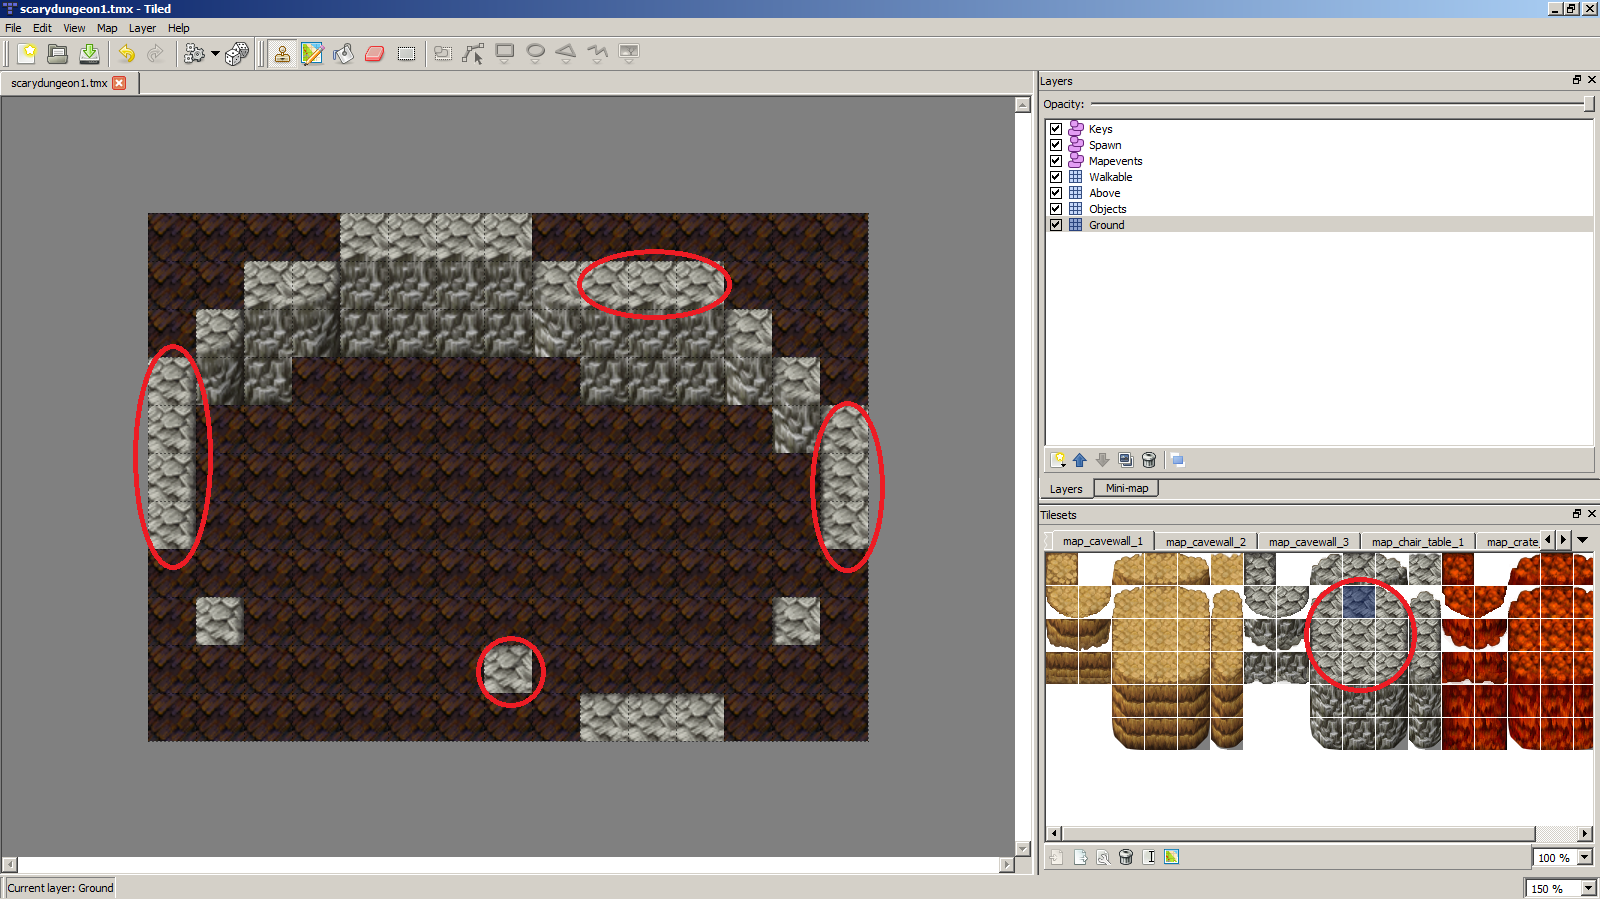 scarydungeon1.tmx - Tiled
File Edit View Map Layer Help
scarydungeon1.tmx
Layers
Opacity:
Keys
Spawn
Mapevents
Walkable
Above
Objects
Ground
Layers Mini-map
Tilesets
map_cavewall_1 map_cavewall_2 map_cavewall_3 map_chair_table_1 map_crate
100 %
Current layer: Ground
150 %